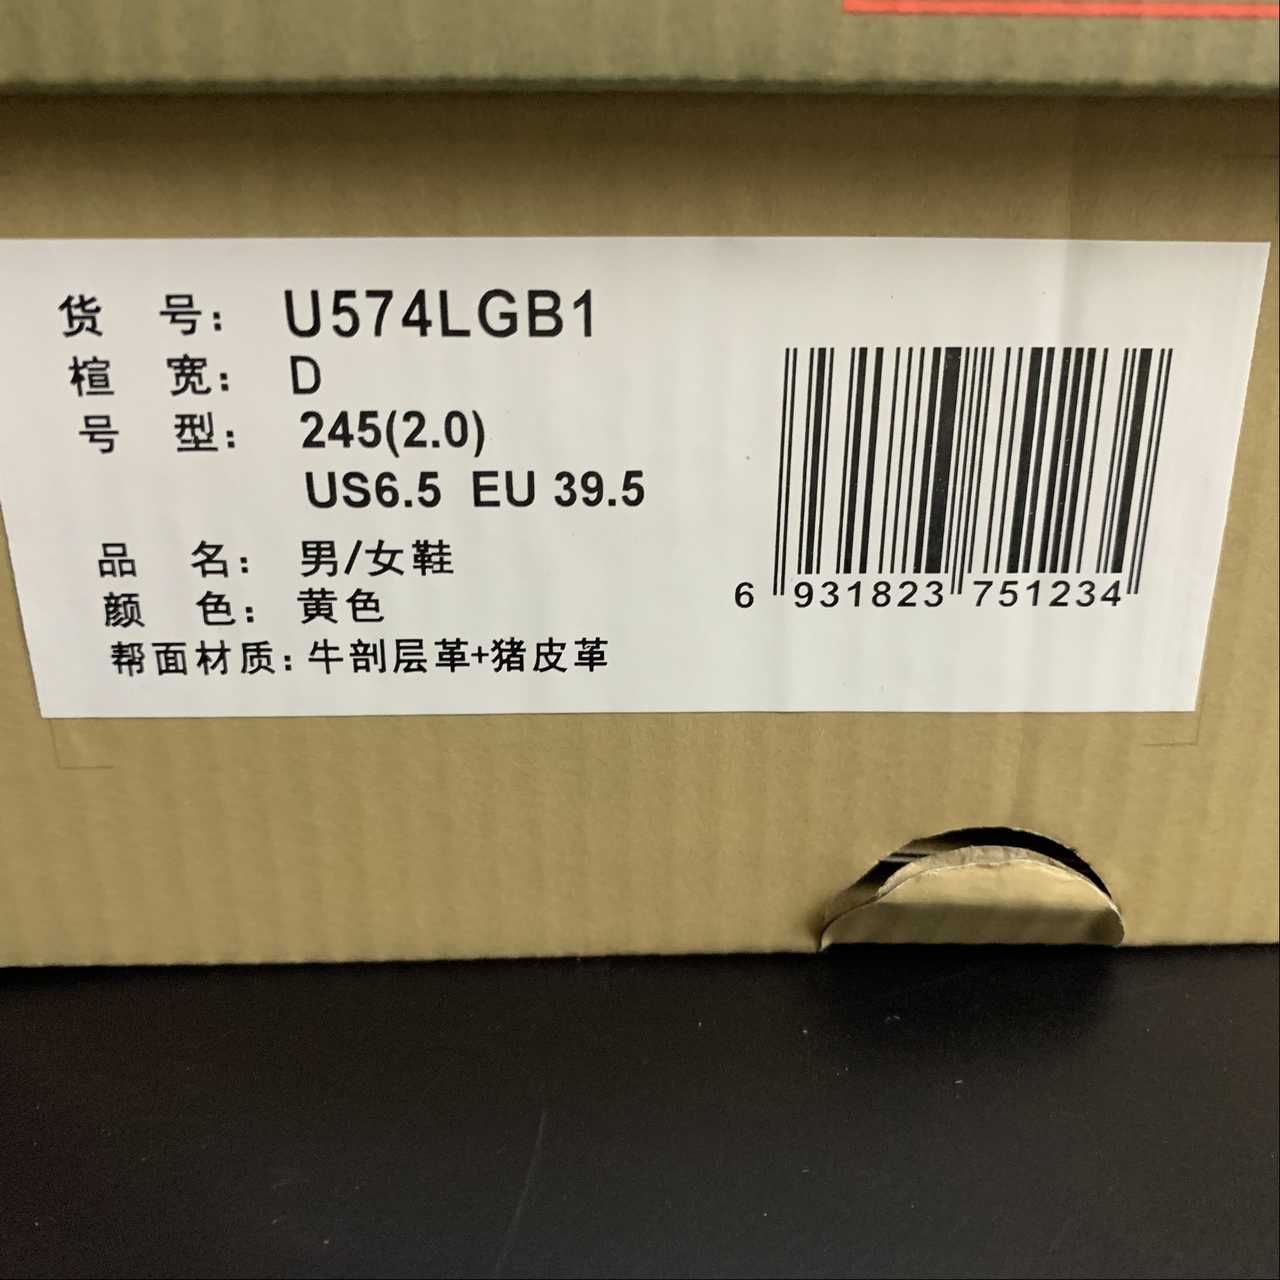 货 号: U574LGB1
楦 宽: D
号 型: 245(2.0)
US6.5 EU 39.5
品 名: 男/女鞋
颜 色: 黄色
帮面材质: 牛剖层革+猪皮革
6 931823 751234